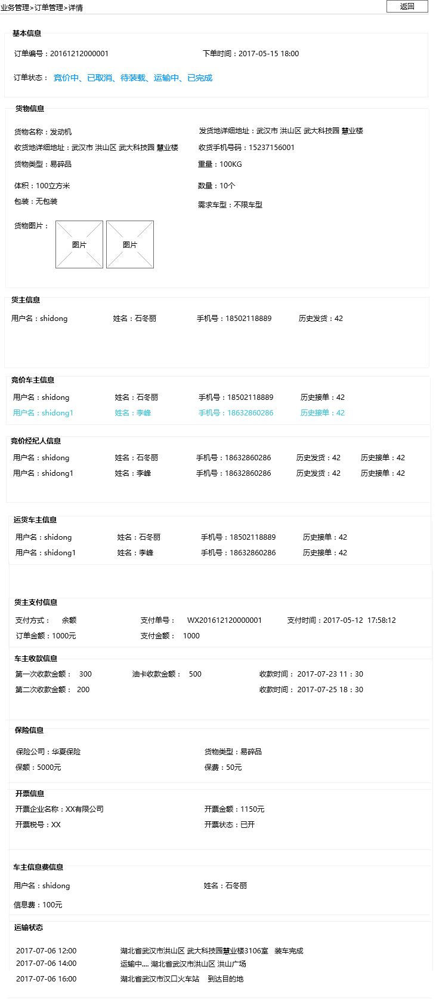 业务管理>订单管理>详情
返回
基本信息
订单编号：20161212000001 下单时间：2017-05-15 18:00
订单状态： 竞价中、已取消、待装载、运输中、已完成
货物信息
货物名称：发动机 发货地详细地址：武汉市 洪山区 武大科技园 慧业楼
收货地详细地址：武汉市 洪山区 武大科技园 慧业楼 收货手机号码：15237156001
货物类型：易碎品 重量：100KG
体积：100立方米 数量：10个
包装：无包装 需求车型：不限车型
货物图片： 图片 图片
货主信息
用户名：shidong 姓名：石冬丽 手机号：18502118889 历史发货：42
竞价车主信息
用户名：shidong 姓名：石冬丽 手机号：18502118889 历史接单：42
用户名：shidong1 姓名：李峰 手机号：18632860286 历史接单：42
竞价经纪人信息
用户名：shidong 姓名：石冬丽 手机号：18632860286 历史发货：42 历史接单：42
用户名：shidong1 姓名：李峰 手机号：18632860286 历史发货：42 历史接单：42
运货车主信息
用户名：shidong 姓名：石冬丽 手机号：18502118889 历史接单：42
用户名：shidong1 姓名：李峰 手机号：18632860286 历史接单：42
货主支付信息
支付方式： 余额 支付单号： WX201612120000001 支付时间：2017-05-12 17:58:12
订单金额：1000元 支付金额： 1000
车主收款信息
第一次收款金额： 300 油卡收款金额： 500 收款时间： 2017-07-23 11：30
第二次收款金额： 200 收款时间： 2017-07-25 18：30
保险信息
保险公司：华夏保险 货物类型：易碎品
保额：5000元 保费：50元
开票信息
开票企业名称：XX有限公司 开票金额：1150元
开票税号：XX 开票状态：已开
车主信息费信息
用户名：shidong 姓名：石冬丽
信息费：100元
运输状态
2017-07-06 12:00 湖北省武汉市洪山区 武大科技园慧业楼3106室 装车完成
2017-07-06 14:00 运输中.... 湖北省武汉市洪山区 洪山广场
2017-07-06 16:00 湖北省武汉市汉口火车站 到达目的地